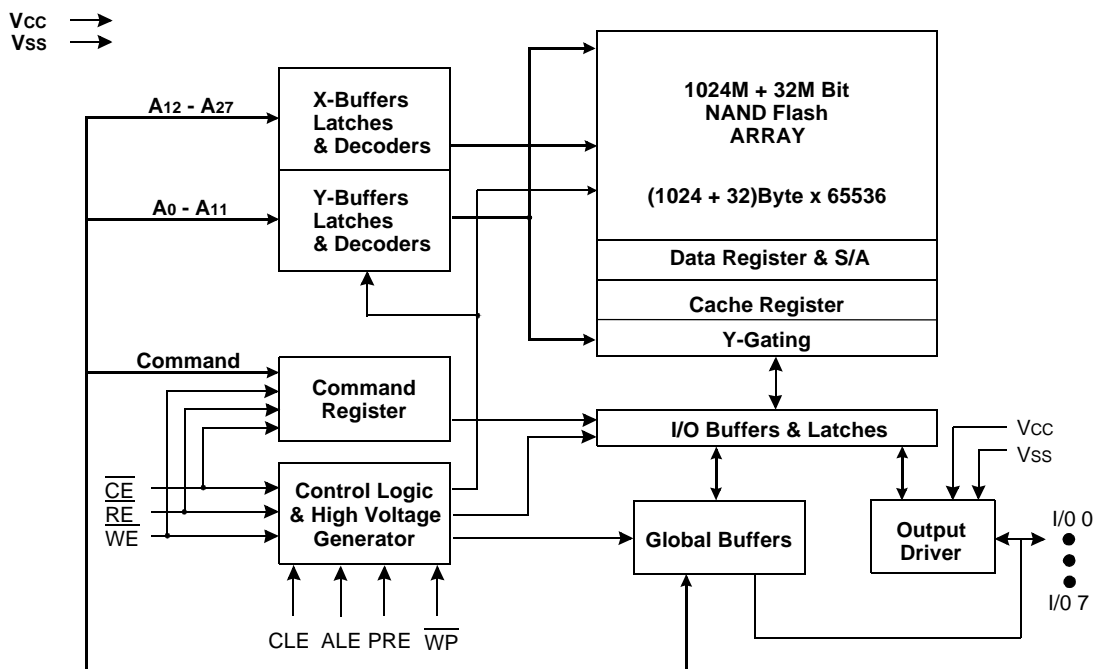 VCC
VSS
A12 - A27
X-Buffers
Latches
& Decoders
A0 - A11
Y-Buffers
Latches
& Decoders
1024M + 32M Bit
NAND Flash
ARRAY
(1024 + 32)Byte x 65536
Data Register & S/A
Cache Register
Y-Gating
Command
Command
Register
I/O Buffers & Latches
VCC
VSS
CE
RE
WE
Control Logic
& High Voltage
Generator
Global Buffers
Output
Driver
I/0 0
I/0 7
CLE
ALE
PRE
WP